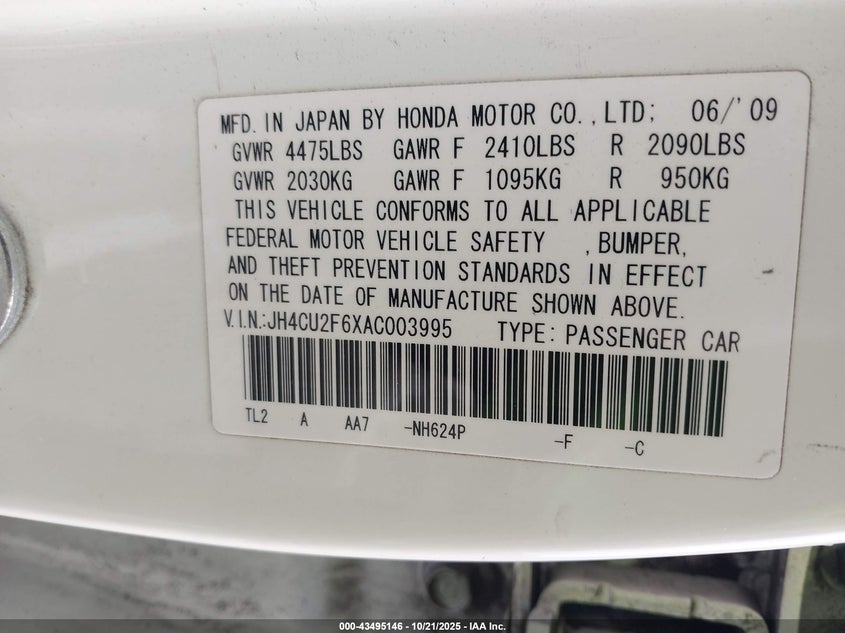 MFD. IN JAPAN BY HONDA MOTOR CO.,LTD; 06/'09
GVWR 4475LBS GAWR F 2410LBS R 2090LBS
GVWR 2030KG GAWR F 1095KG R 950KG
THIS VEHICLE CONFORMS TO ALL APPLICABLE
FEDERAL MOTOR VEHICLE SAFETY , BUMPER,
AND THEFT PREVENTION STANDARDS IN EFFECT
ON THE DATE OF MANUFACTURE SHOWN ABOVE.
V.I.N.:JH4CU2F6XAC003995 TYPE: PASSENGER CAR
TL2 A AA7 -NH624P -F -C
000-43495146 - 10/21/2025 - IAA Inc.